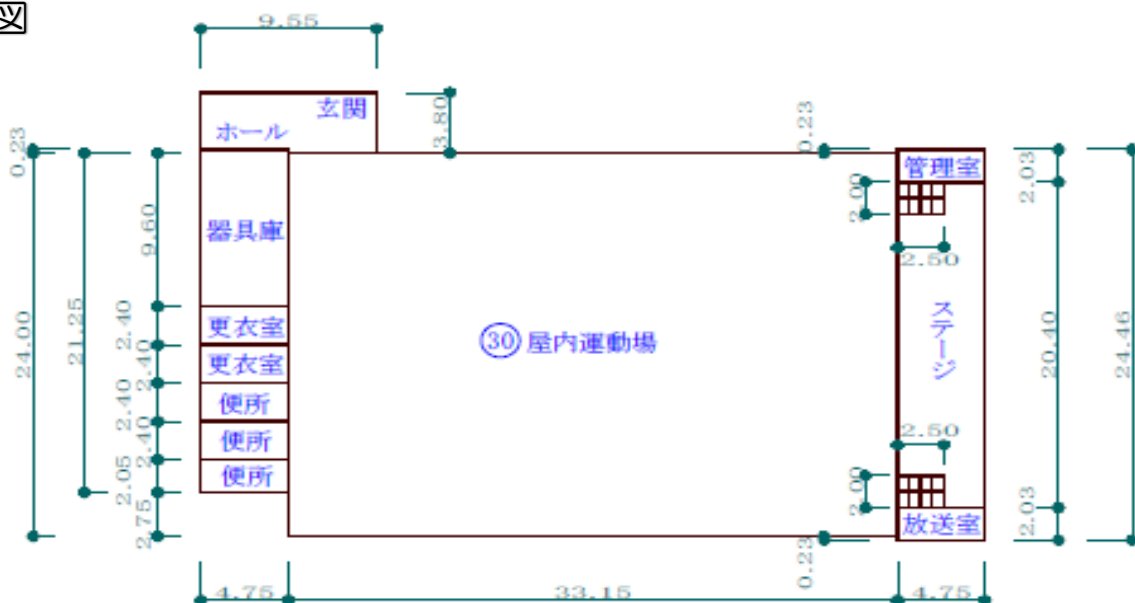 図
9.55
玄関
ホール
3.80
0.23
0.23
管理室
2.03
2.00
器具庫
9.60
2.50
24.00
21.25
2.40
更衣室
2.40
更衣室
㉚ 屋内運動場
ステージ
20.40
24.46
2.40
便所
2.40
便所
2.50
2.05
便所
2.00
2.75
放送室
2.03
0.23
4.75
33.15
4.75